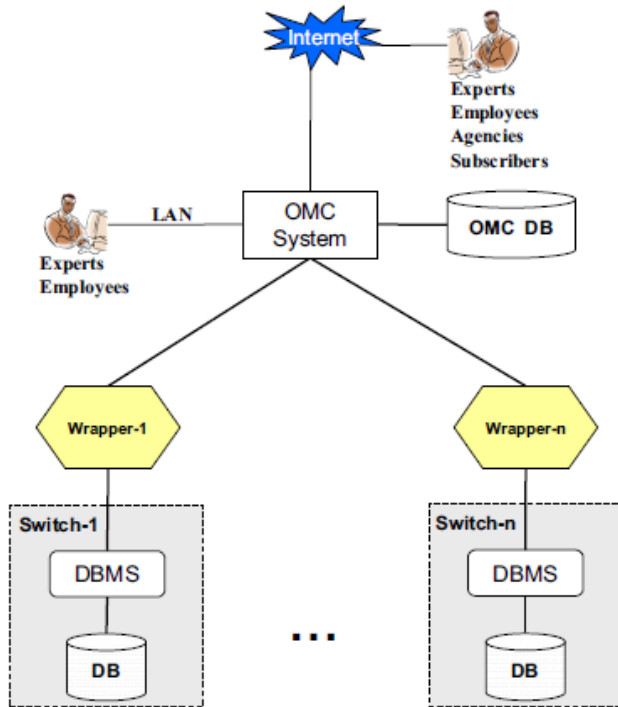 Internet
Experts
Employees
Agencies
Subscribers
LAN
OMC
System
OMC DB
Experts
Employees
Wrapper-1
Wrapper-n
Switch-1
Switch-n
DBMS
DBMS
...
DB
DB